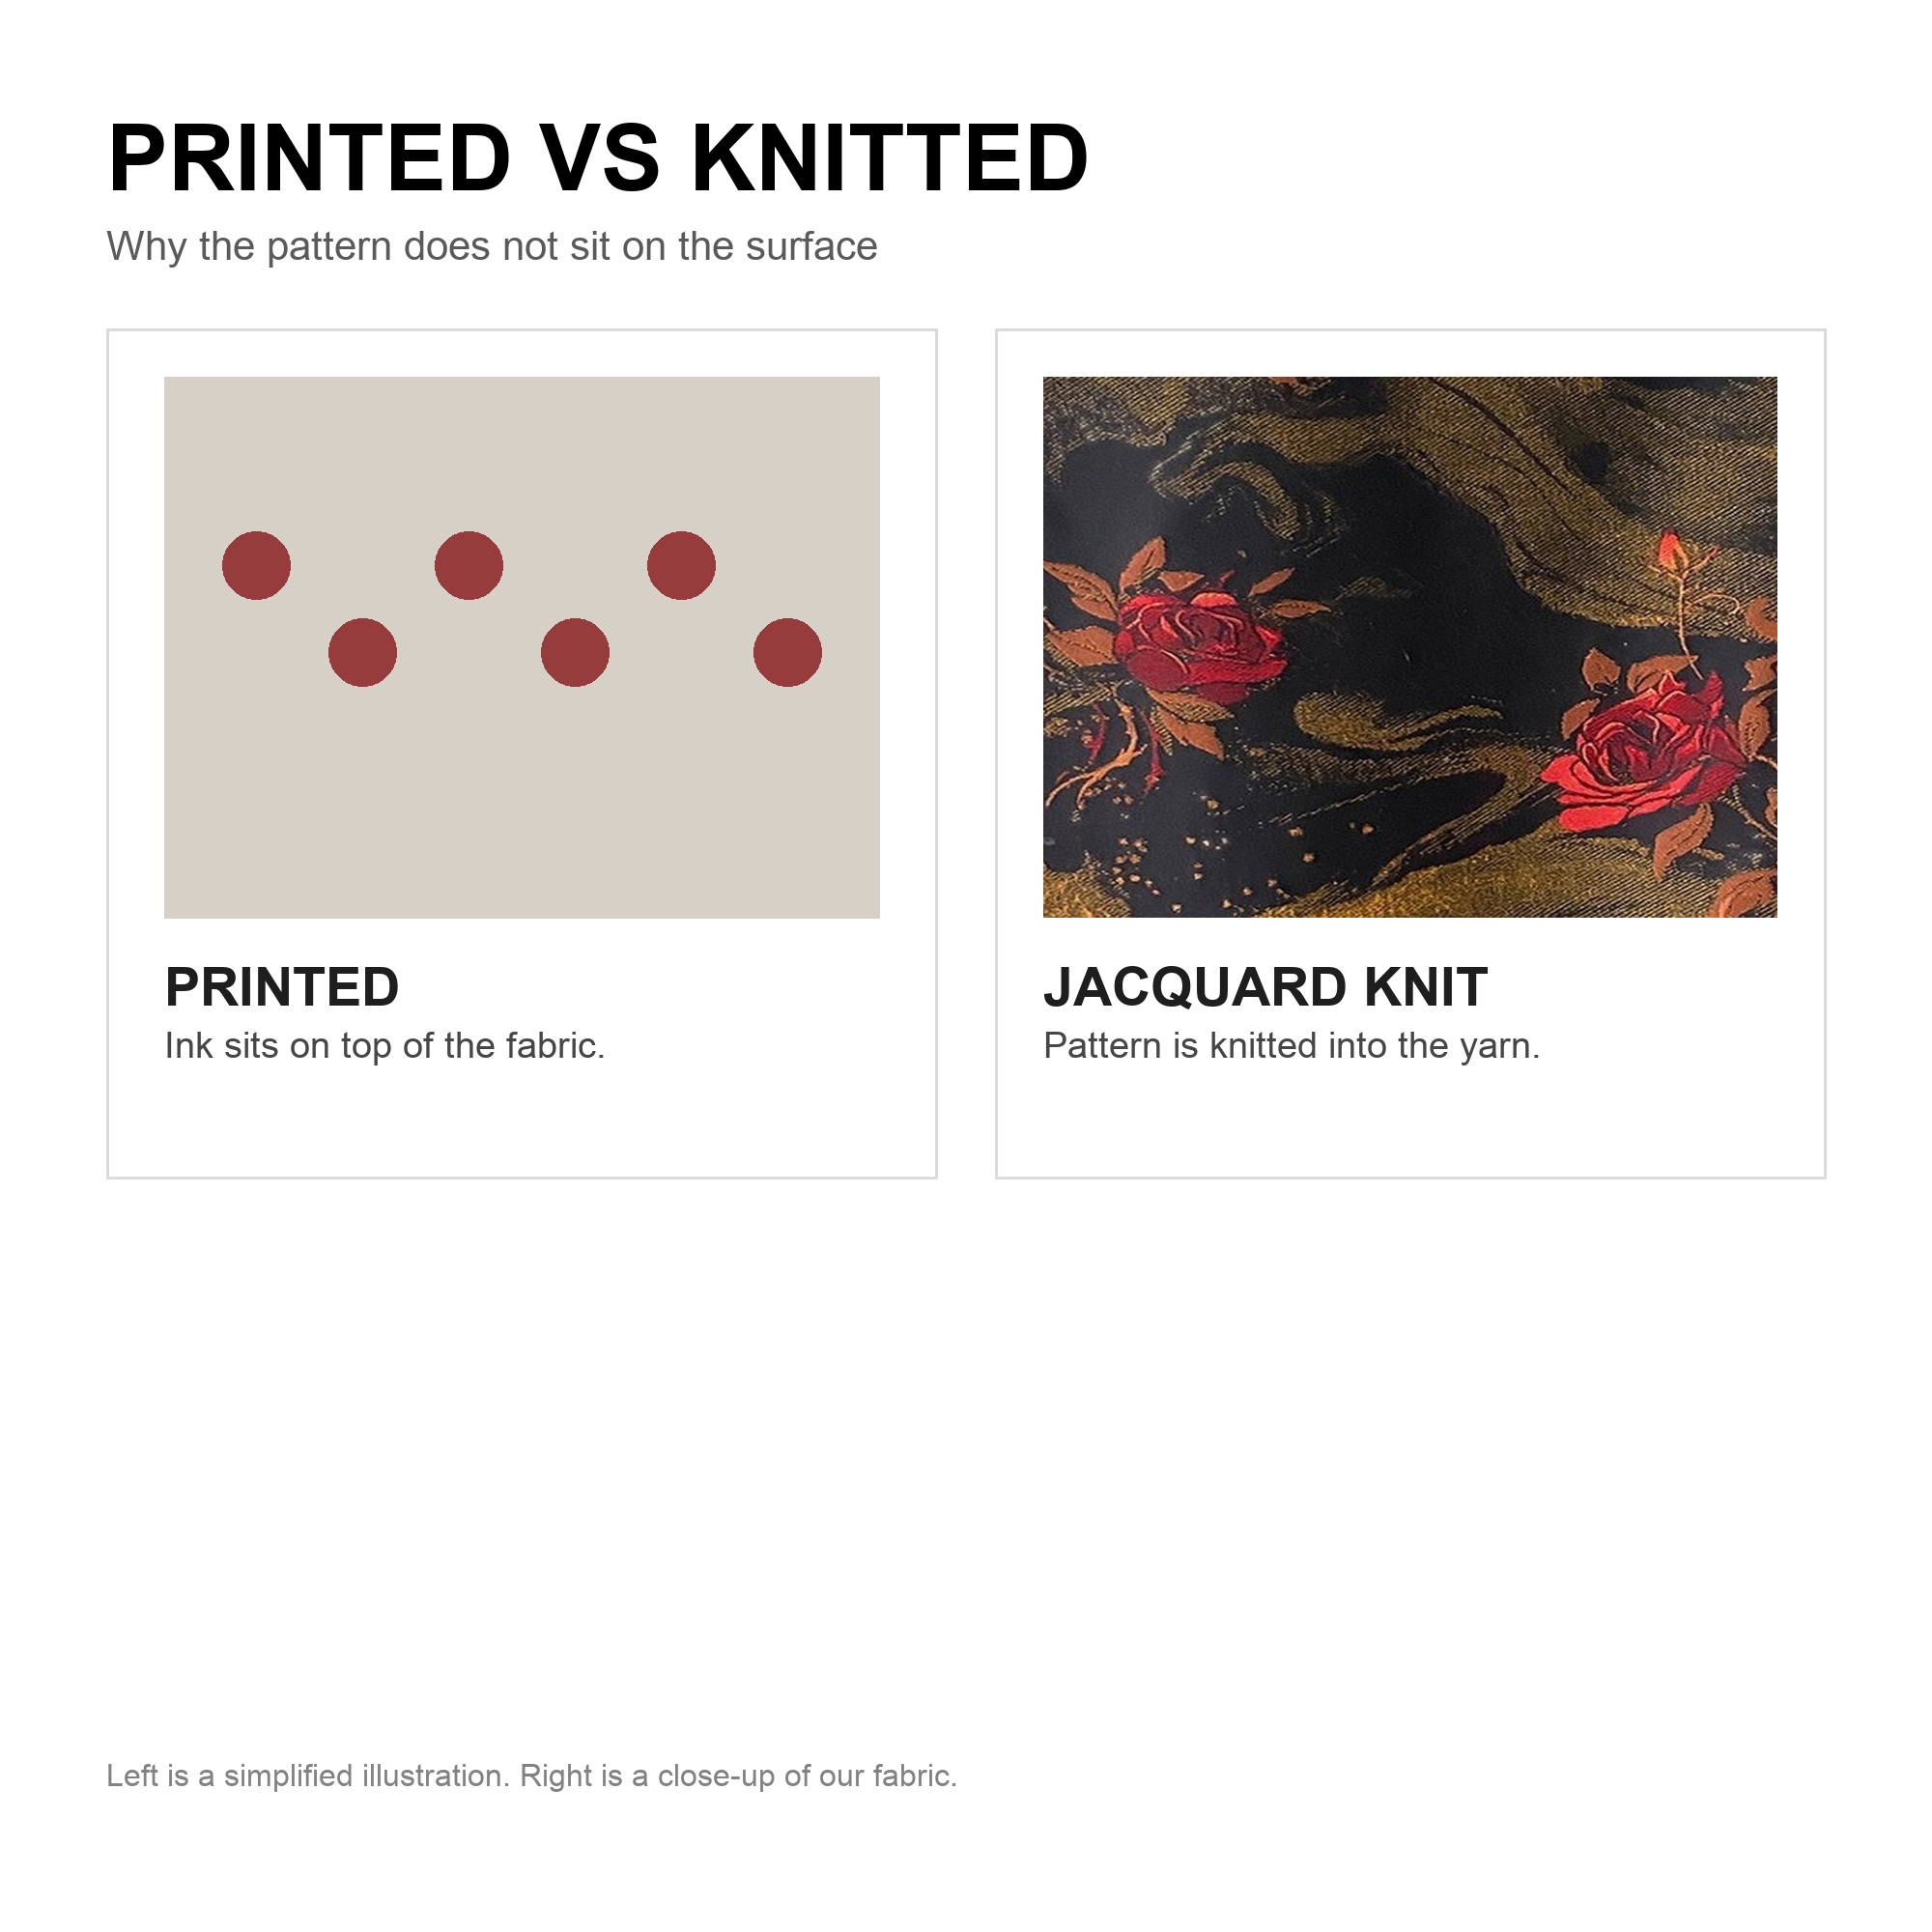 PRINTED VS KNITTED
Why the pattern does not sit on the surface
PRINTED
Ink sits on top of the fabric.
JACQUARD KNIT
Pattern is knitted into the yarn.
Left is a simplified illustration. Right is a close-up of our fabric.